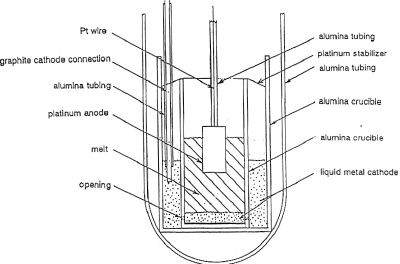 Pt wire
graphite cathode connection
alumina tubing
platinum anode
melt
opening
alumina tubing
platinum stabilizer
alumina tubing
alumina crucible
alumina crucible
liquid metal cathode